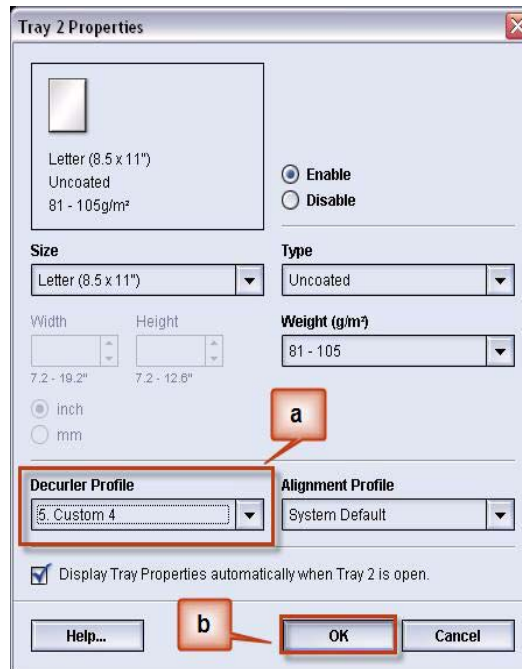 Tray 2 Properties
Letter (8.5 x 11")
Uncoated
81 - 105g/m²
Enable
Disable
Size
Type
Letter (8.5 x 11")
Uncoated
Width
Height
Weight (g/m²)
81 - 105
7.2 - 19.2"
7.2 - 12.6"
inch
mm
a
Decurler Profile
Alignment Profile
5. Custom 4
System Default
Display Tray Properties automatically when Tray 2 is open.
b
Help...
OK
Cancel